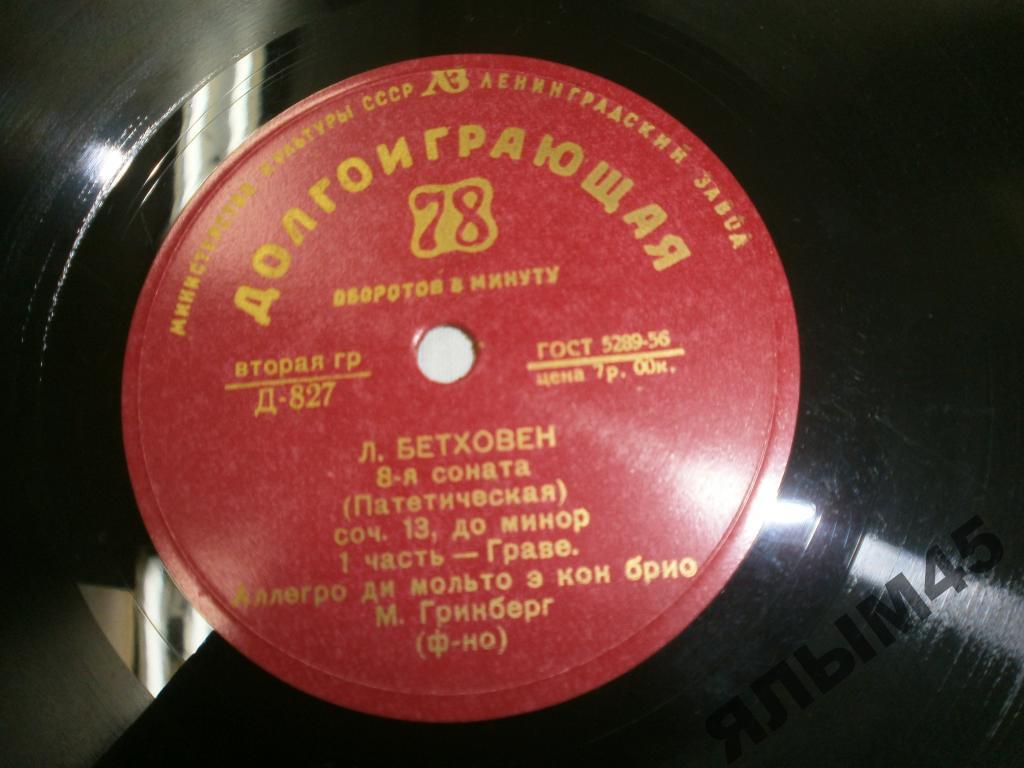 МИНИСТЕРСТВО КУЛЬТУРЫ СССР ЛЗ ЛЕНИНГРАДСКИЙ ЗАВОД
ДОЛГОИГРАЮЩАЯ
78
ОБОРОТОВ В МИНУТУ
вторая гр
Д-827
ГОСТ 5289-56
цена 7р. 00к.
Л. БЕТХОВЕН
8-я соната
(Патетическая)
соч. 13, до минор
1 часть — Граве.
Аллегро ди мольто э кон брио
М. Гринберг
(ф-но)
ЯЛЫМ45